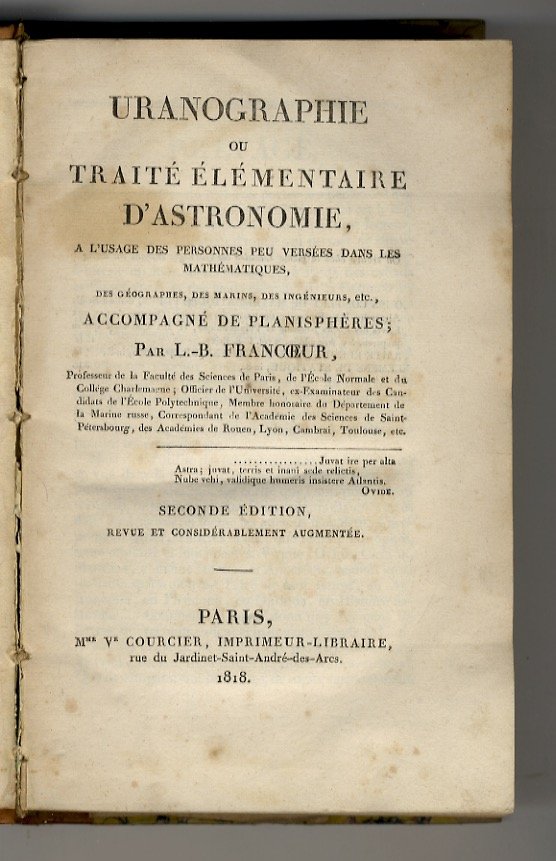 URANOGRAPHIE
OU
TRAITÉ ÉLÉMENTAIRE
D'ASTRONOMIE,
A L'USAGE DES PERSONNES PEU VERSÉES DANS LES
MATHÉMATIQUES,
DES GÉOGRAPHES, DES MARINS, DES INGÉNIEURS, etc.,
ACCOMPAGNÉ DE PLANISPHÈRES;
PAR L.-B. FRANCŒUR,
Professeur de la Faculté des Sciences de Paris, de l'École Normale et du
Collége Charlemagne; Officier de l'Université, ex-Examinateur des Can-
didats de l'École Polytechnique, Membre honoraire du Département de
la Marine russe, Correspondant de l'Académie des Sciences de Saint-
Pétersbourg, des Académies de Rouen, Lyon, Cambrai, Toulouse, etc.
................Juvat ire per alta
Astra; juvat, terris et inani sede relictis,
Nube vehi, validique humeris insistere Atlantis.
OVIDE.
SECONDE ÉDITION,
REVUE ET CONSIDÉRABLEMENT AUGMENTÉE.
PARIS,
MME VE COURCIER, IMPRIMEUR-LIBRAIRE,
rue du Jardinet-Saint-André-des-Arcs.
1818.